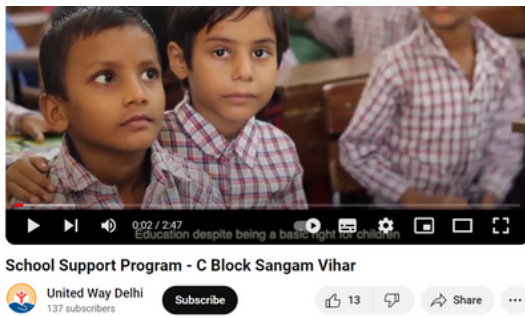 0:02 / 2:47
Education despite being a basic right for children
School Support Program - C Block Sangam Vihar
United Way Delhi
137 subscribers
Subscribe
13
Share